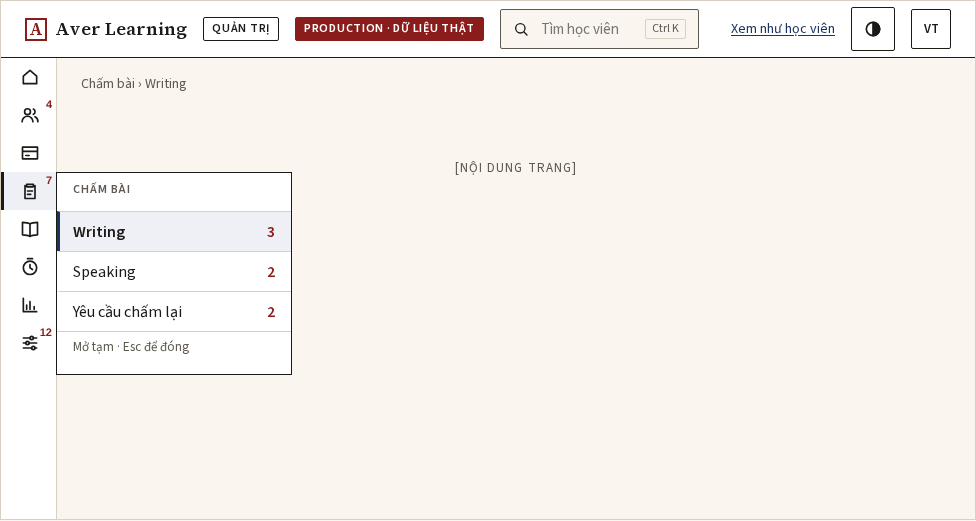 A Aver Learning QUẢN TRỊ PRODUCTION · DỮ LIỆU THẬT Tìm học viên Ctrl K Xem như học viên VT
Chấm bài › Writing
4
[NỘI DUNG TRANG]
7
CHẤM BÀI
Writing 3
Speaking 2
Yêu cầu chấm lại 2
12
Mở tạm · Esc để đóng